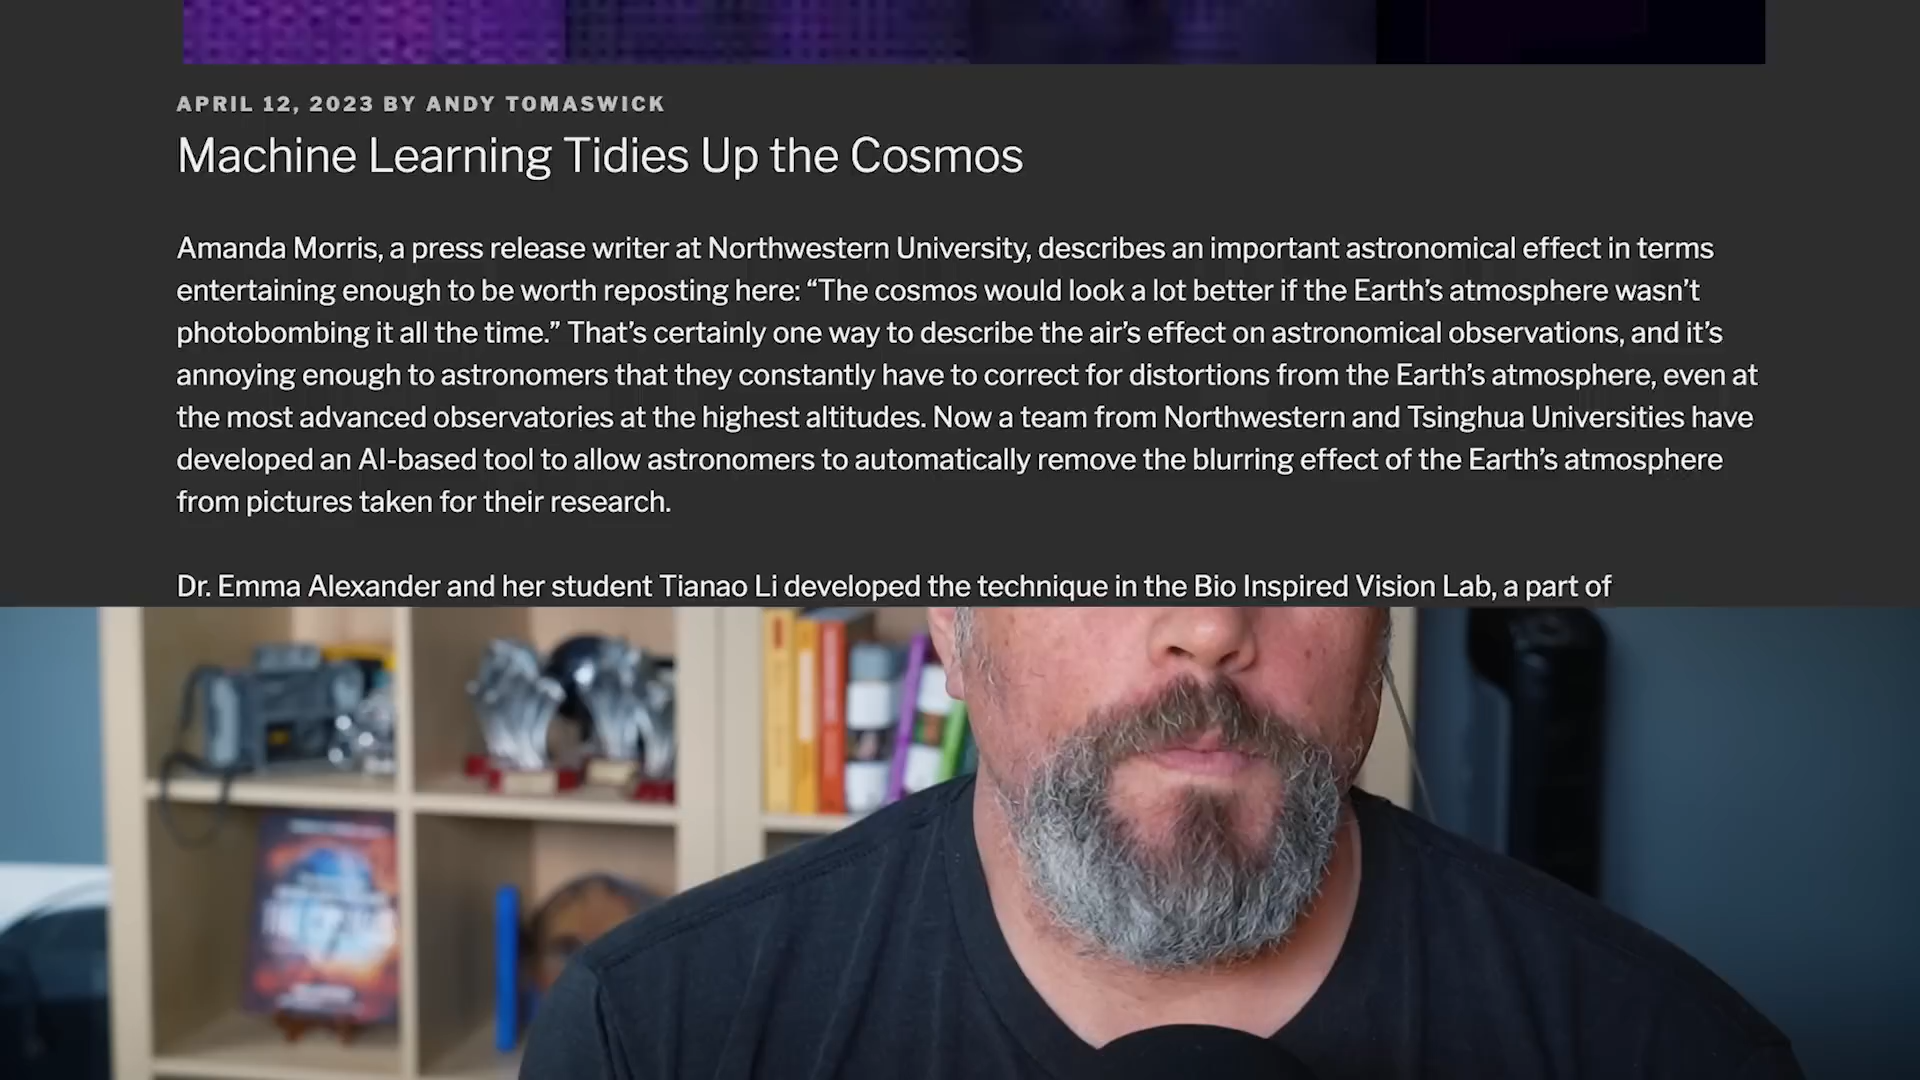 APRIL 12, 2023 BY ANDY TOMASWICK
Machine Learning Tidies Up the Cosmos
Amanda Morris, a press release writer at Northwestern University, describes an important astronomical effect in terms
entertaining enough to be worth reposting here: “The cosmos would look a lot better if the Earth’s atmosphere wasn’t
photobombing it all the time.” That’s certainly one way to describe the air’s effect on astronomical observations, and it’s
annoying enough to astronomers that they constantly have to correct for distortions from the Earth’s atmosphere, even at
the most advanced observatories at the highest altitudes. Now a team from Northwestern and Tsinghua Universities have
developed an AI-based tool to allow astronomers to automatically remove the blurring effect of the Earth’s atmosphere
from pictures taken for their research.
Dr. Emma Alexander and her student Tianao Li developed the technique in the Bio Inspired Vision Lab, a part of